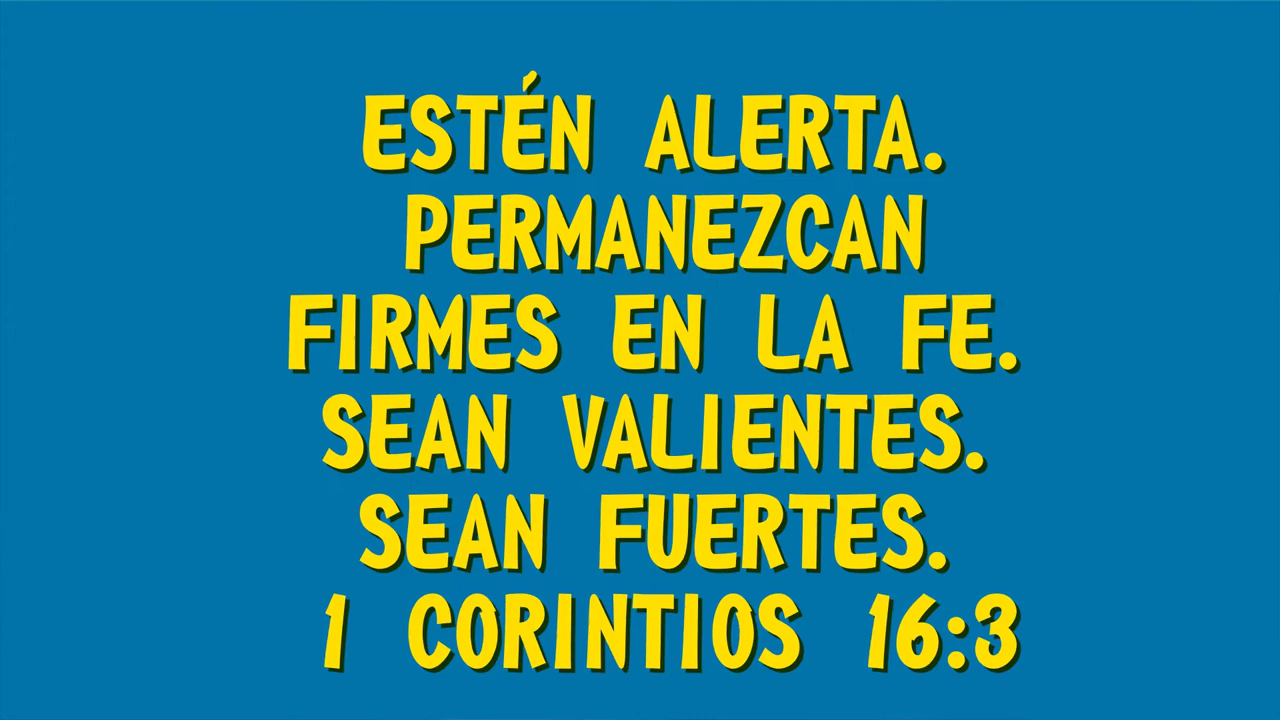 ESTÉN ALERTA.
PERMANEZCAN
FIRMES EN LA FE.
SEAN VALIENTES.
SEAN FUERTES.
1 CORINTIOS 16:3